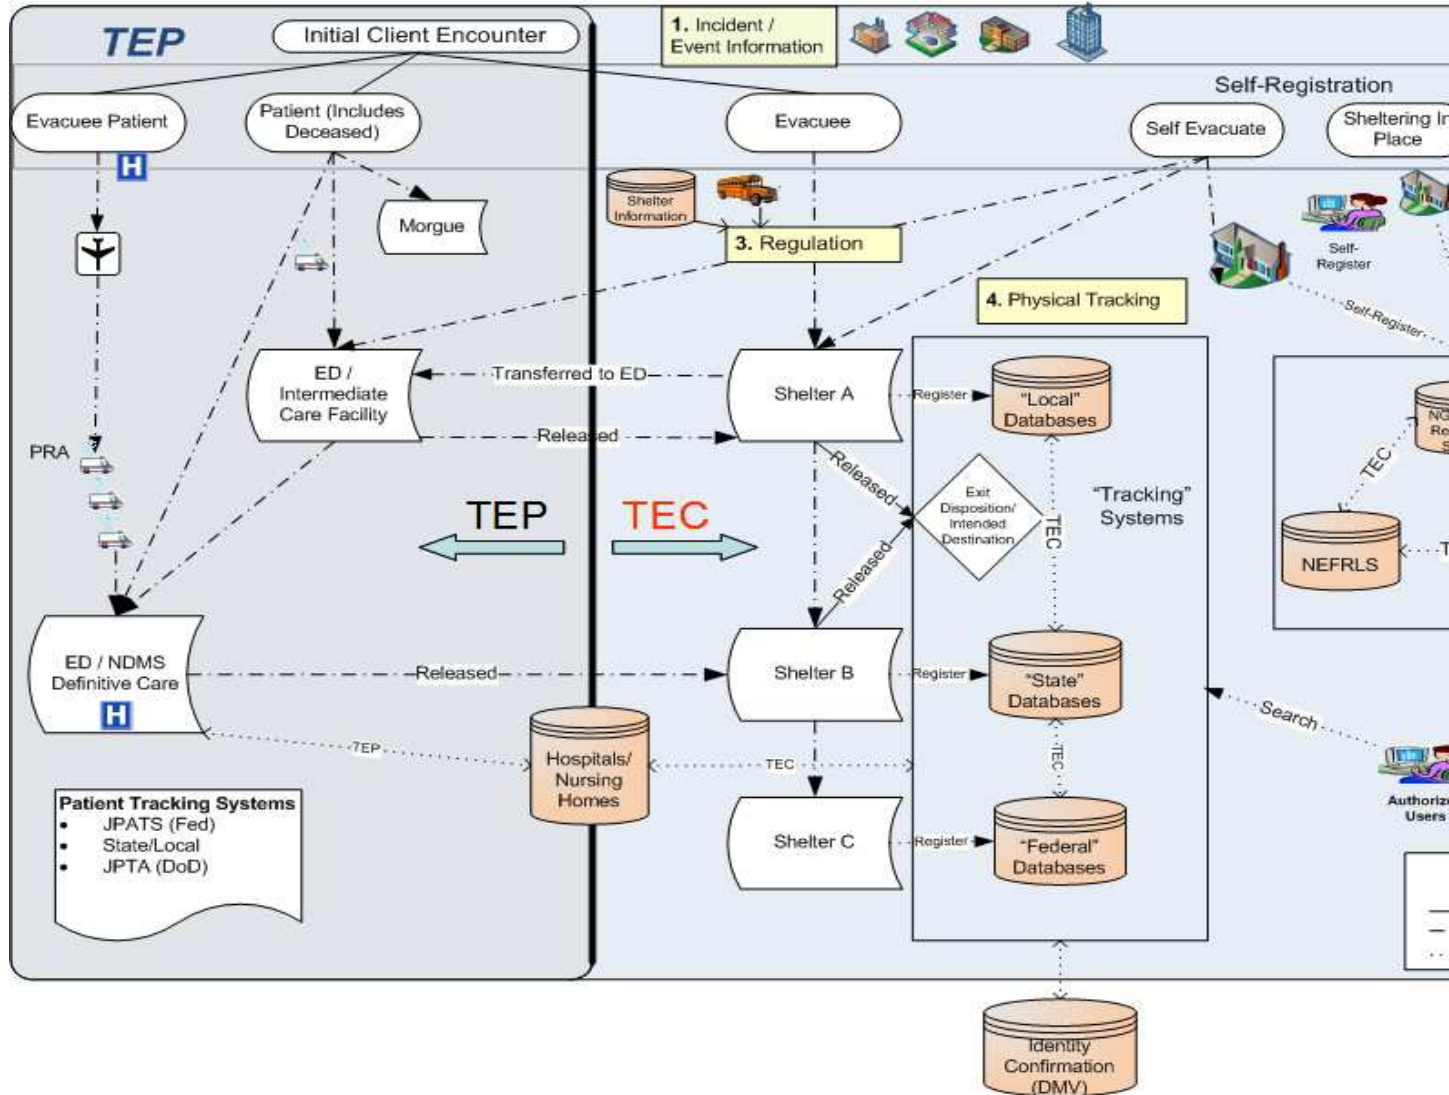 TEP
Initial Client Encounter
1. Incident /
Event Information
Self-Registration
Evacuee Patient
H
Patient (Includes
Deceased)
Evacuee
Self Evacuate
Sheltering In
Place
Morgue
Shelter
Information
3. Regulation
Self-
Register
4. Physical Tracking
Self-Register
ED /
Intermediate
Care Facility
Transferred to ED
Shelter A
Register
"Local"
Databases
Released
PRA
Released
TEP
TEC
Exit
Disposition/
Intended
Destination
TEC
"Tracking"
Systems
TEC
NEFRLS
Released
ED / NDMS
Definitive Care
H
Released
Shelter B
Register
"State"
Databases
Search
TEP
Hospitals/
Nursing
Homes
TEC
TEC
Authoriz
Users
Patient Tracking Systems
• JPATS (Fed)
• State/Local
• JPTA (DoD)
Shelter C
Register
"Federal"
Databases
Identity
Confirmation
(DMV)